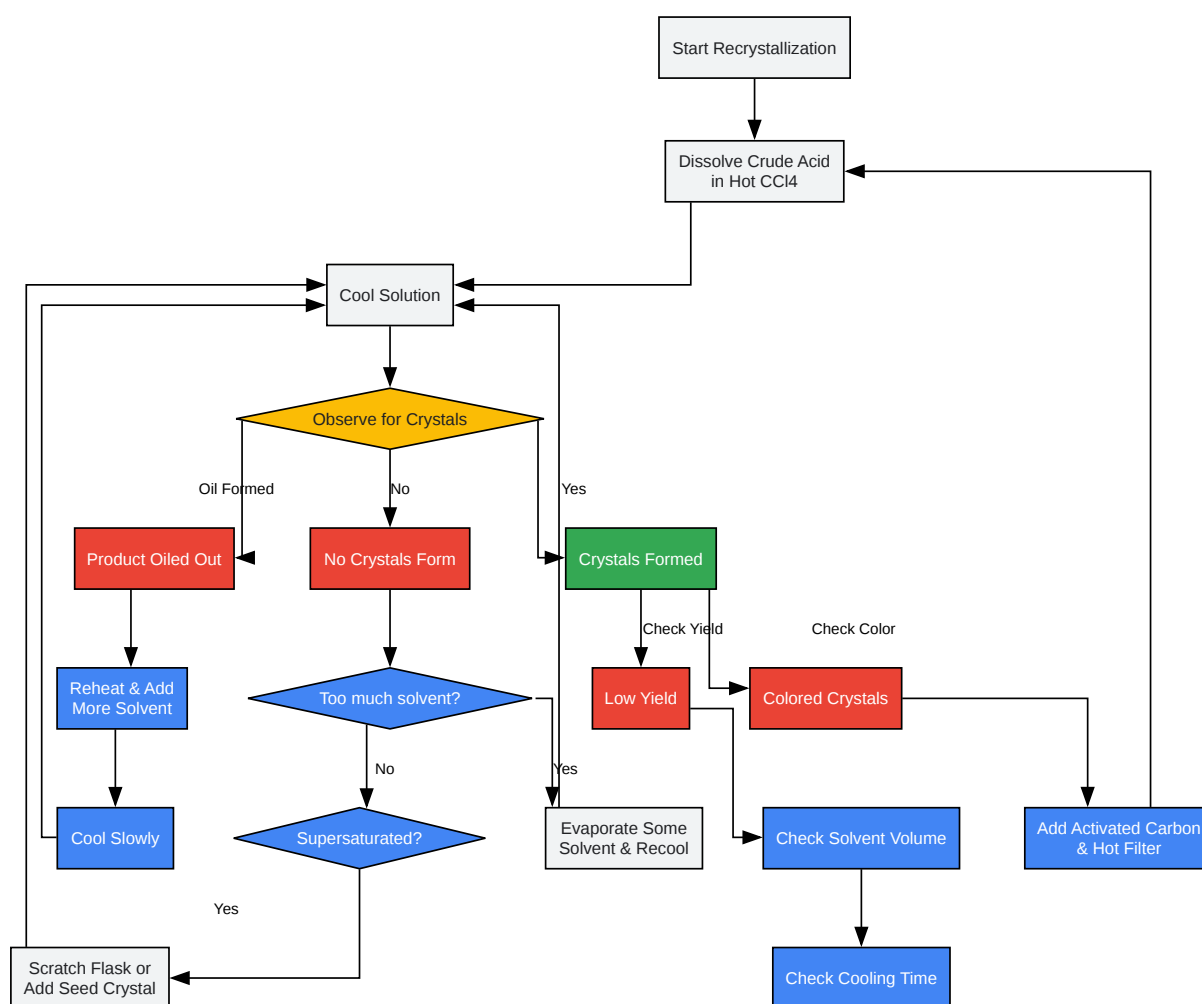 Start Recrystallization
Dissolve Crude Acid
in Hot CCl4
Cool Solution
Observe for Crystals
Oil Formed
No
Yes
Product Oiled Out
No Crystals Form
Crystals Formed
Check Yield
Check Color
Reheat & Add
More Solvent
Too much solvent?
Low Yield
Colored Crystals
No
Yes
Cool Slowly
Supersaturated?
Evaporate Some
Solvent & Recool
Check Solvent Volume
Add Activated Carbon
& Hot Filter
Yes
Scratch Flask or
Add Seed Crystal
Check Cooling Time